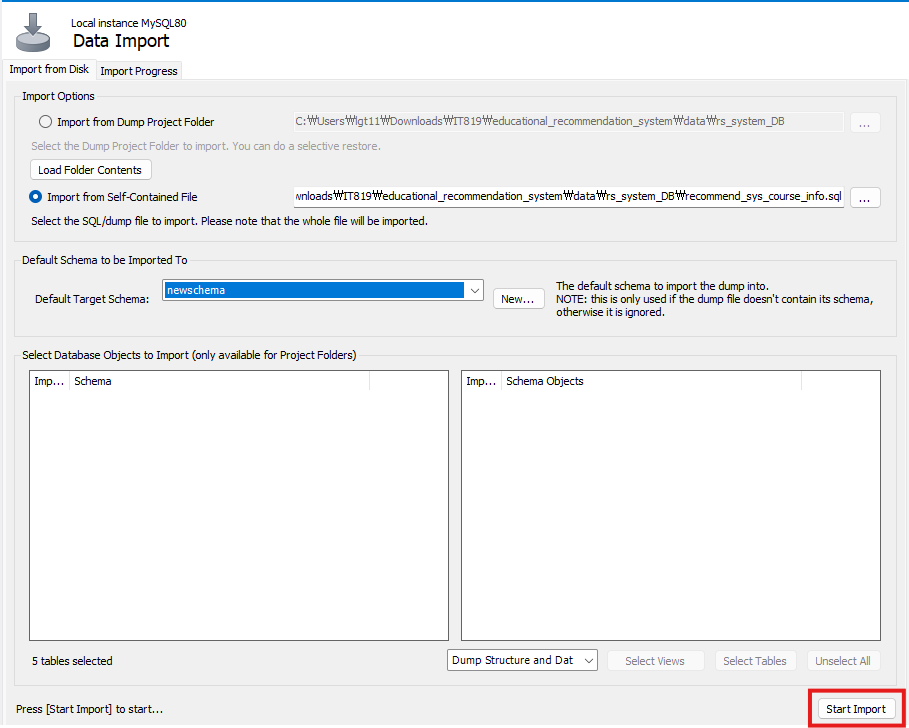 Local instance MySQL80
Data Import
Import from Disk Import Progress
Import Options
Import from Dump Project Folder C:₩Users₩lgt11₩Downloads₩IT819₩educational_recommendation_system₩data₩rs_system_DB ...
Select the Dump Project Folder to import. You can do a selective restore.
Load Folder Contents
Import from Self-Contained File wnloads₩IT819₩educational_recommendation_system₩data₩rs_system_DB₩recommend_sys_course_info.sql ...
Select the SQL/dump file to import. Please note that the whole file will be imported.
Default Schema to be Imported To
Default Target Schema: newschema New...
The default schema to import the dump into.
NOTE: this is only used if the dump file doesn't contain its schema,
otherwise it is ignored.
Select Database Objects to Import (only available for Project Folders)
Imp... Schema Imp... Schema Objects
5 tables selected Dump Structure and Dat Select Views Select Tables Unselect All
Press [Start Import] to start... Start Import